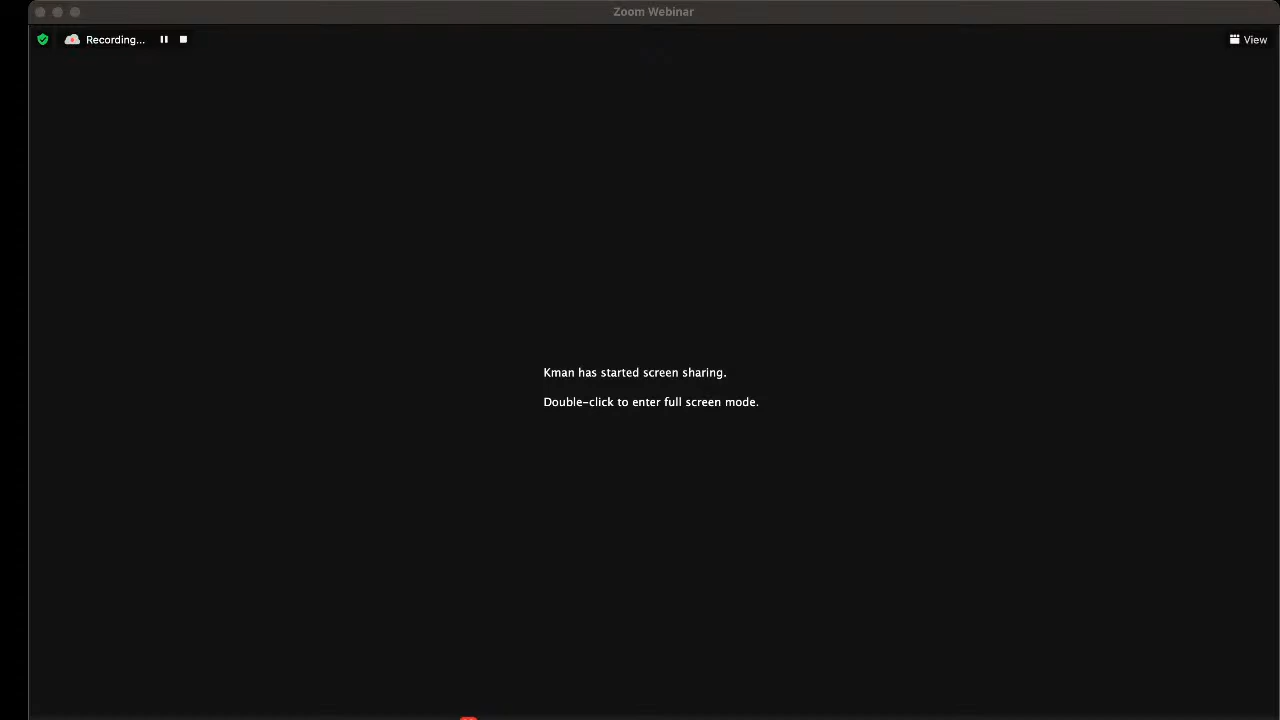 Zoom Webinar
Recording...
View
Kman has started screen sharing.
Double-click to enter full screen mode.